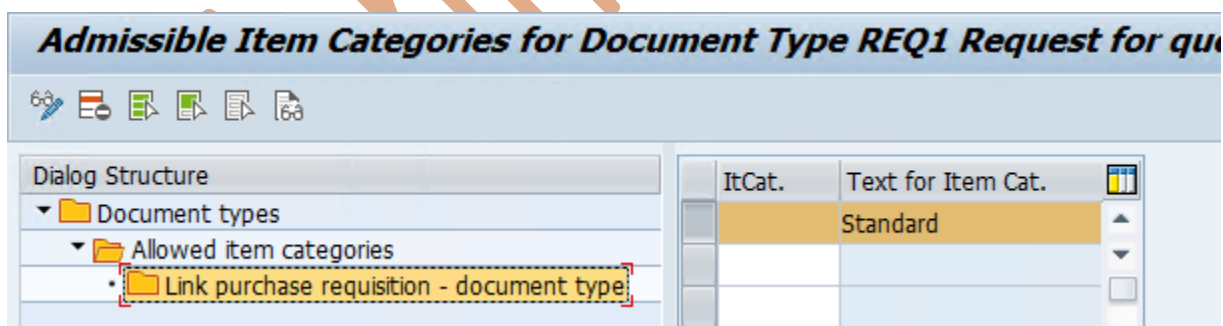 Admissible Item Categories for Document Type REQ1 Request for qu
Dialog Structure
Document types
Allowed item categories
Link purchase requisition - document type
ItCat. Text for Item Cat.
Standard